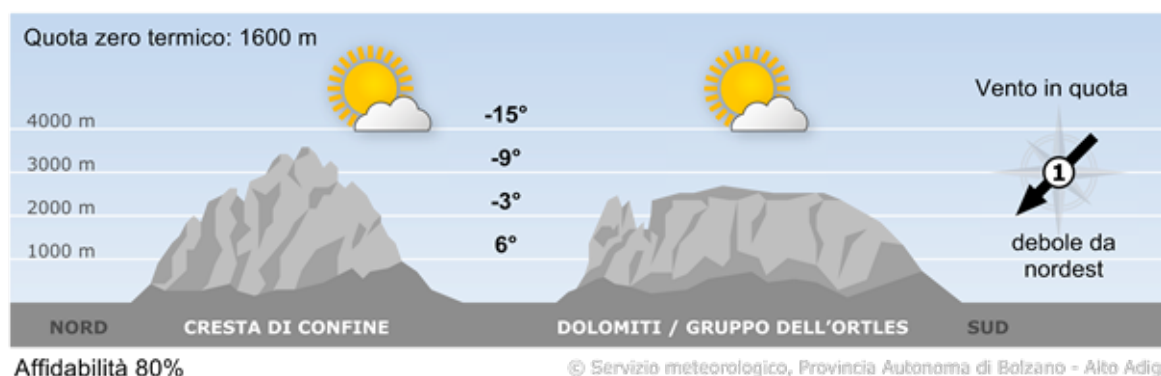 Quota zero termico: 1600 m
Vento in quota
4000 m
-15°
3000 m
-9°
1
2000 m
-3°
1000 m
6°
debole da
nordest
NORD
CRESTA DI CONFINE
DOLOMITI / GRUPPO DELL'ORTLES
SUD
Affidabilità 80%
© Servizio meteorologico, Provincia Autonoma di Bolzano - Alto Adig